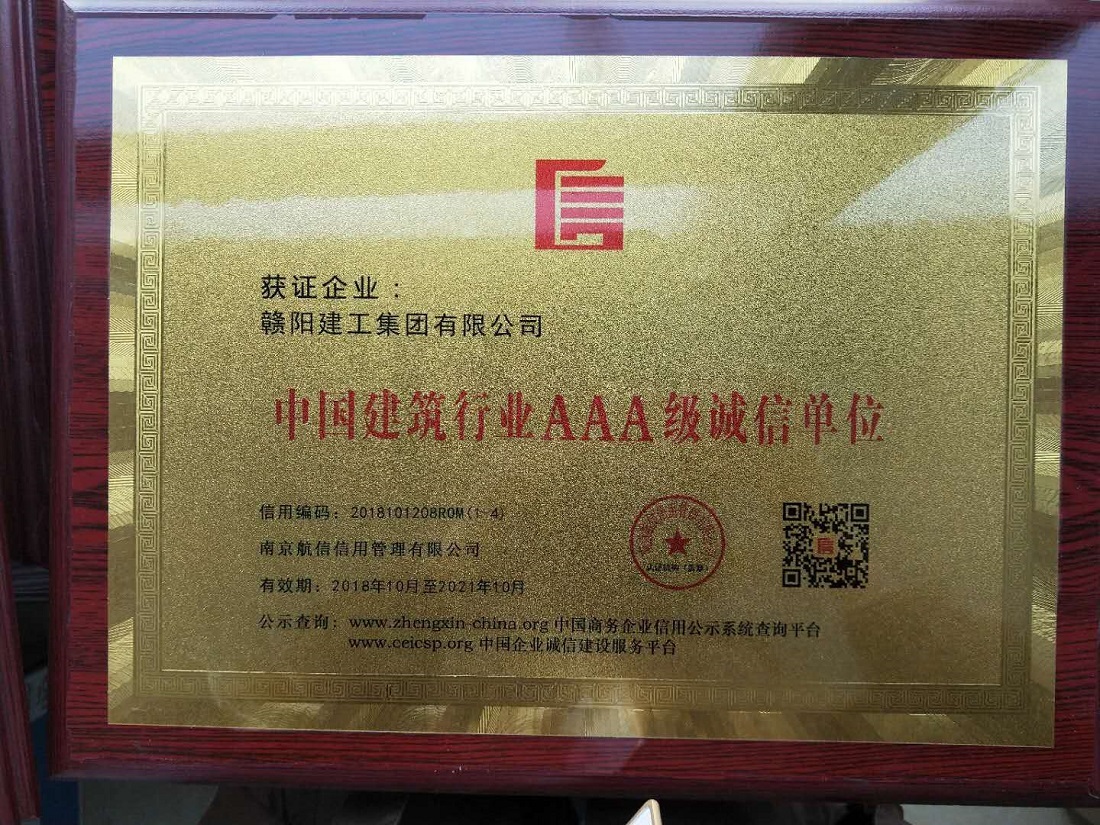 获证企业：
赣阳建工集团有限公司
中国建筑行业AAA级诚信单位
信用编码：2018101208R0M(1-4)
南京航信信用管理有限公司
有效期：2018年10月至2021年10月
公示查询：www.zhengxin-china.org 中国商务企业信用公示系统查询平台
www.ceicsp.org 中国企业诚信建设服务平台